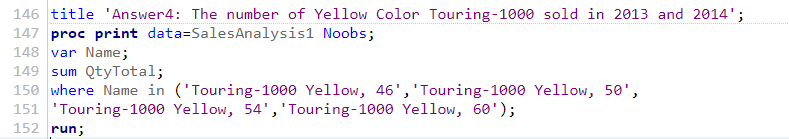 146 title 'Answer4: The number of Yellow Color Touring-1000 sold in 2013 and 2014';
147 proc print data=SalesAnalysis1 Noobs;
148 var Name;
149 sum QtyTotal;
150 where Name in ('Touring-1000 Yellow, 46','Touring-1000 Yellow, 50',
151 'Touring-1000 Yellow, 54','Touring-1000 Yellow, 60');
152 run;